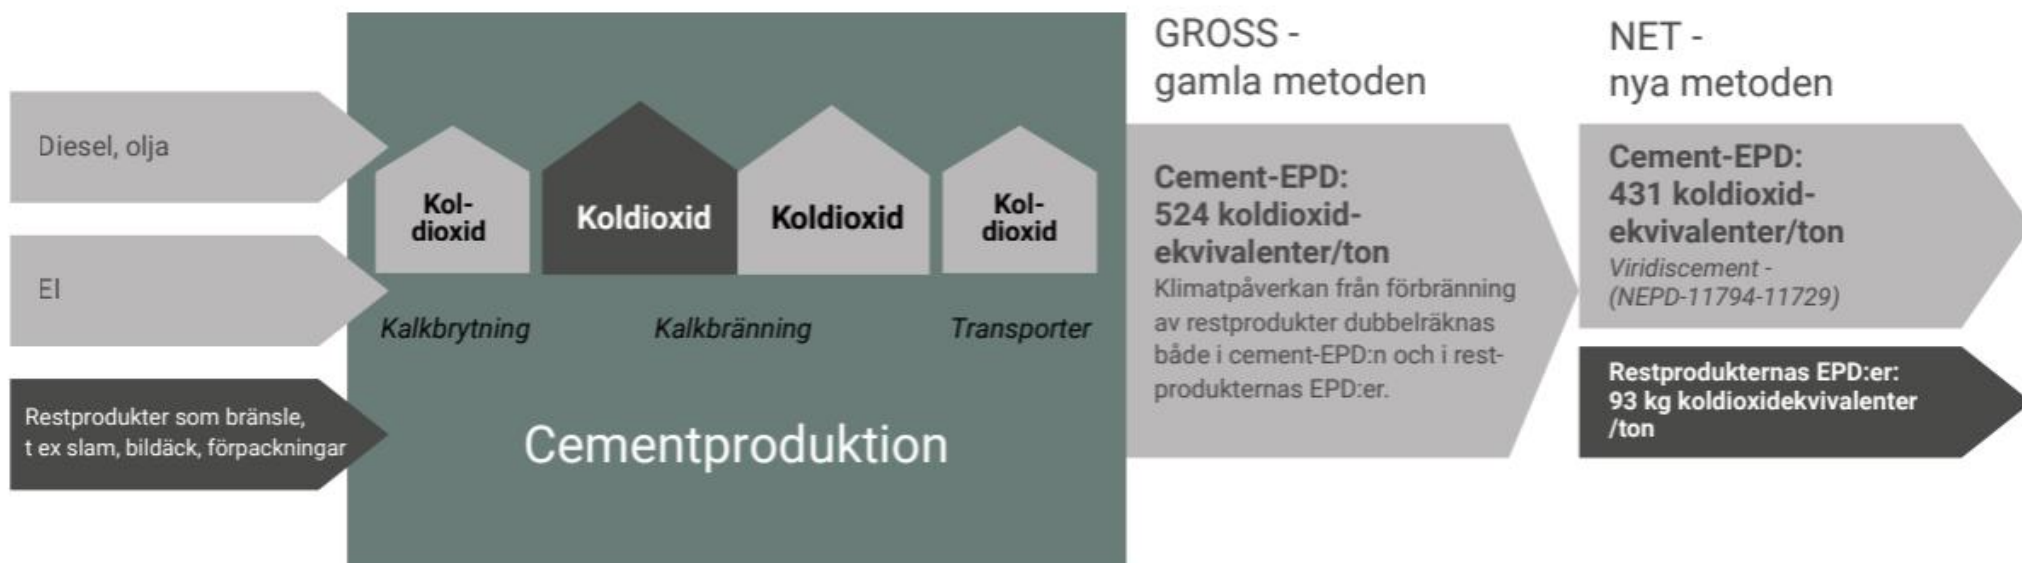 Diesel, olja
El
Restprodukter som bränsle,
t ex slam, bildäck, förpackningar
Kol-
dioxid
Koldioxid
Koldioxid
Kol-
dioxid
Kalkbrytning
Kalkbränning
Transporter
Cementproduktion
GROSS -
gamla metoden
Cement-EPD:
524 koldioxid-
ekvivalenter/ton
Klimatpåverkan från förbränning
av restprodukter dubbelräknas
både i cement-EPD:n och i rest-
produkternas EPD:er.
NET -
nya metoden
Cement-EPD:
431 koldioxid-
ekvivalenter/ton
Viridiscement -
(NEPD-11794-11729)
Restprodukternas EPD:er:
93 kg koldioxidekvivalenter
/ton